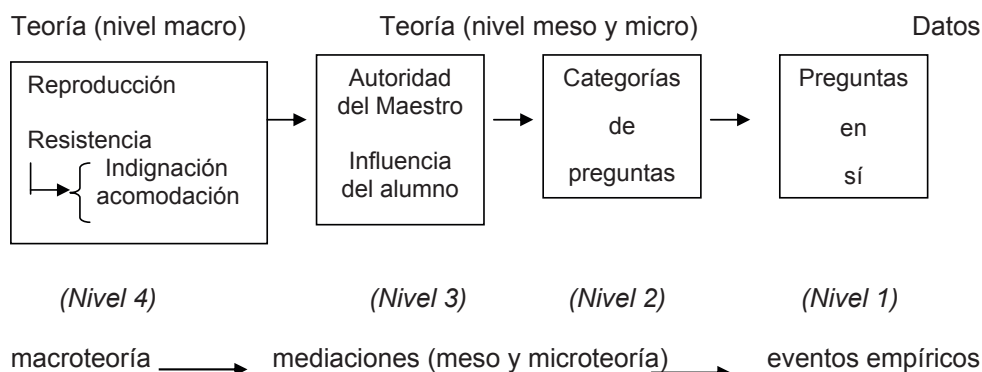 Teoría (nivel macro) Teoría (nivel meso y micro) Datos
Reproducción
Resistencia
Indignación
acomodación
Autoridad
del Maestro
Influencia
del alumno
Categorías
de
preguntas
Preguntas
en
sí
(Nivel 4) (Nivel 3) (Nivel 2) (Nivel 1)
macroteoría mediaciones (meso y microteoría) eventos empíricos